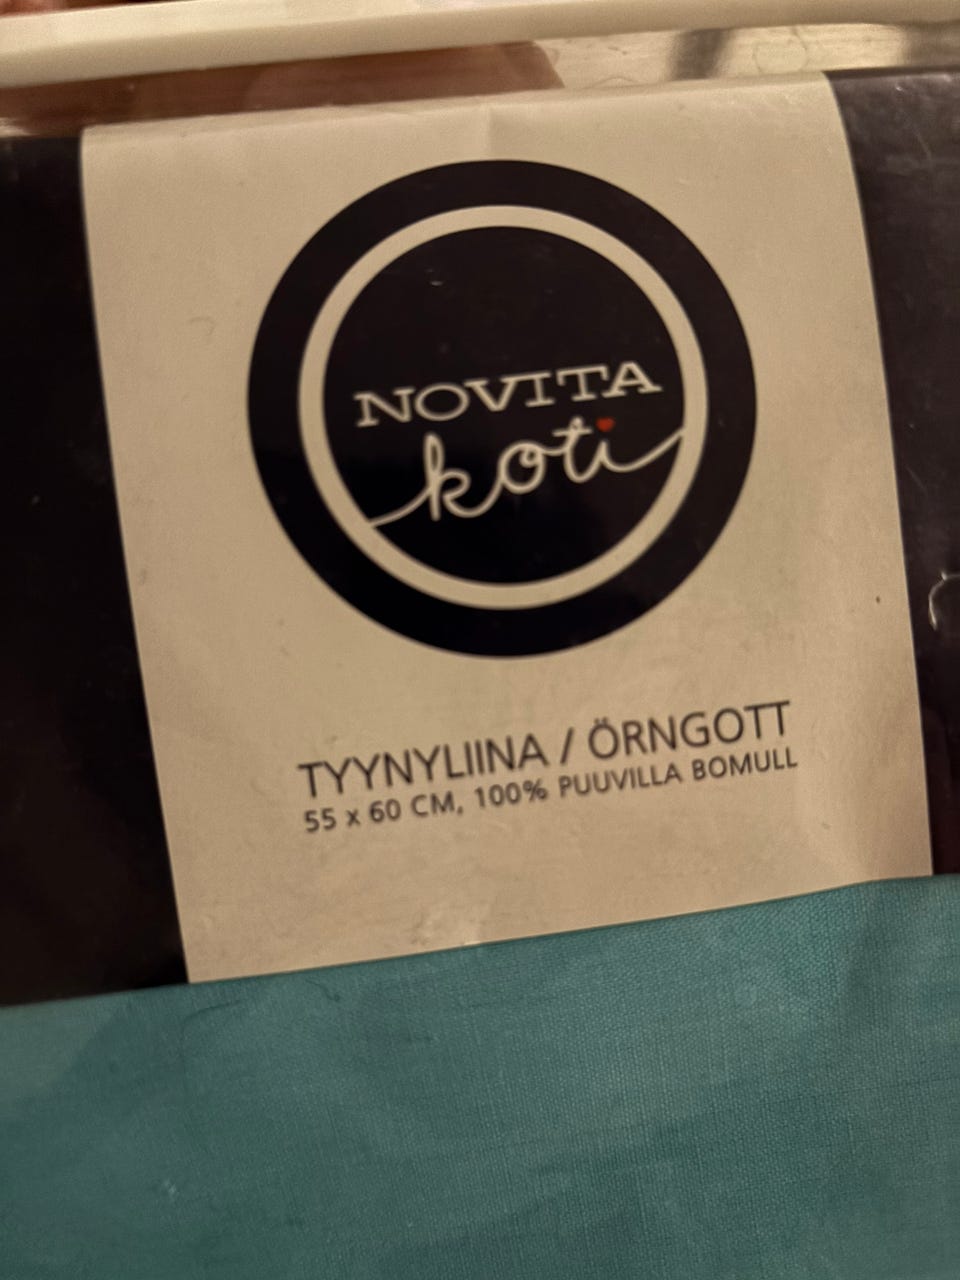 NOVITA
koti
TYYNYLIINA / ÖRNGOTT
55 x 60 CM, 100% PUUVILLA BOMULL